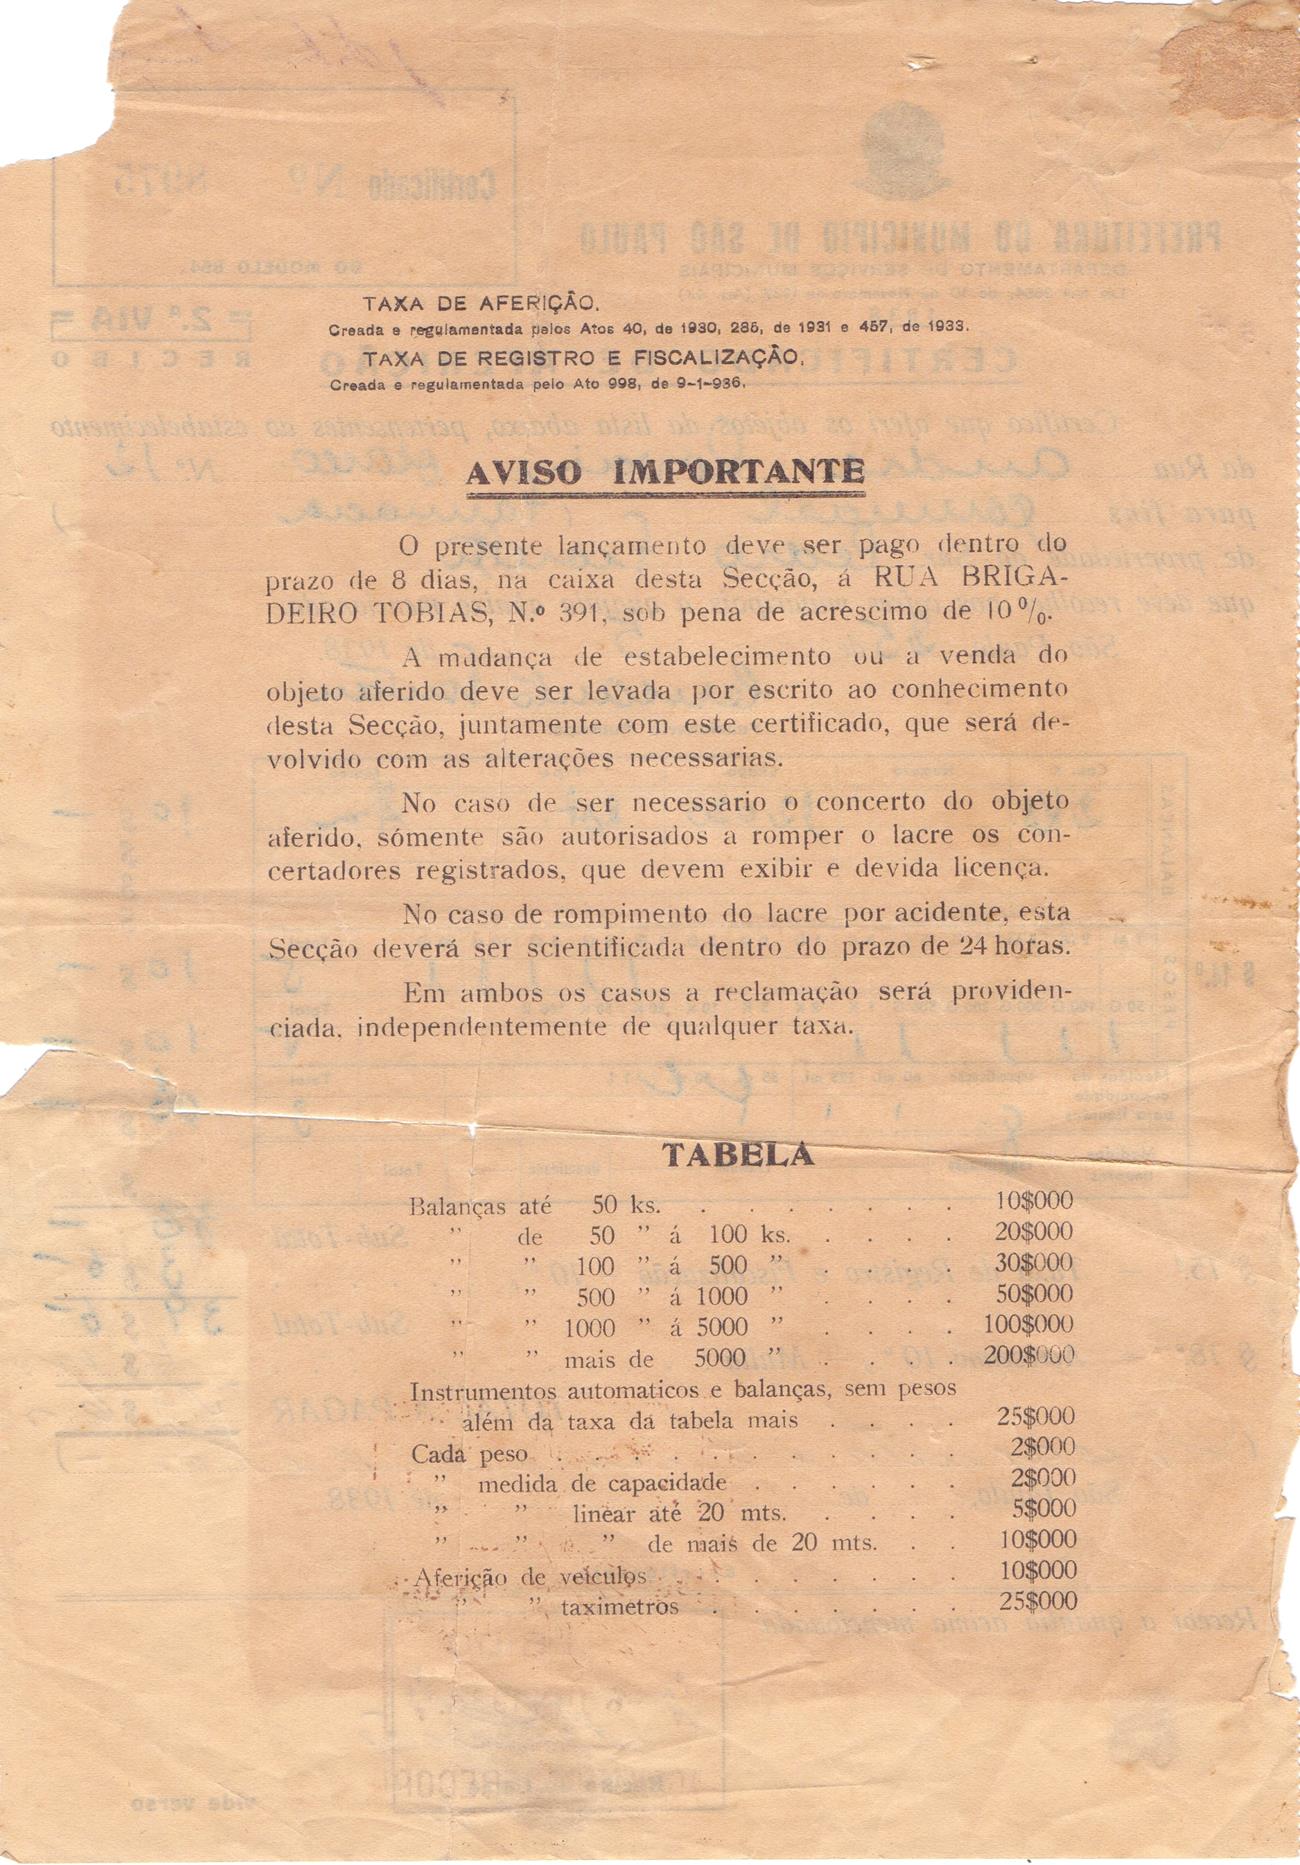 TAXA DE AFERIÇÃO.
Creada e regulamentada pelos Atos 40, de 1930, 285, de 1931 e 457, de 1933.
TAXA DE REGISTRO E FISCALIZAÇÃO.
Creada e regulamentada pelo Ato 998, de 9-1-936.
AVISO IMPORTANTE
O presente lançamento deve ser pago dentro do
prazo de 8 dias, na caixa desta Secção, á RUA BRIGA-
DEIRO TOBIAS, N.º 391, sob pena de acrescimo de 10%.
A mudança de estabelecimento ou a venda do
objeto aferido deve ser levada por escrito ao conhecimento
desta Secção, juntamente com este certificado, que será de-
volvido com as alterações necessarias.
No caso de ser necessario o concerto do objeto
aferido, sómente são autorisados a romper o lacre os con-
certadores registrados, que devem exibir e devida licença.
No caso de rompimento do lacre por acidente, esta
Secção deverá ser scientificada dentro do prazo de 24 horas.
Em ambos os casos a reclamação será providen-
ciada, independentemente de qualquer taxa.
TABELA
Balanças até 50 ks. . . . . . . . 10$000
" de 50 " á 100 ks. . . . . 20$000
" " 100 " á 500 " . . . . 30$000
" " 500 " á 1000 " . . . . 50$000
" " 1000 " á 5000 " . . . . 100$000
" " mais de 5000 " . . . . 200$000
Instrumentos automaticos e balanças, sem pesos
além da taxa da tabela mais . . . . 25$000
Cada peso . . . . . . . . . . 2$000
" medida de capacidade . . . . . . 2$000
" " linear até 20 mts. . . . . 5$000
" " " de mais de 20 mts. . . 10$000
Aferição de veiculos . . . . . . . . 10$000
" " taximetros . . . . . . . 25$000